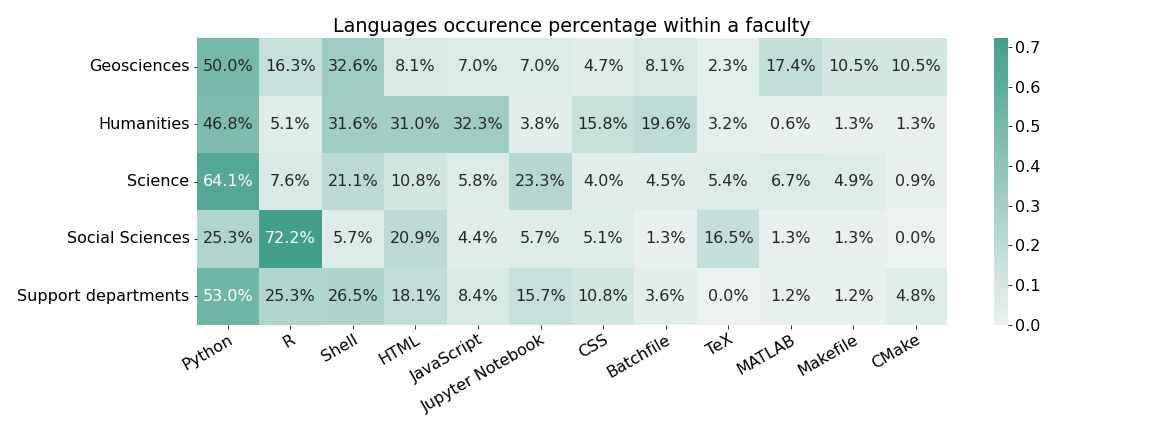 Languages occurence percentage within a faculty
Geosciences 50.0% 16.3% 32.6% 8.1% 7.0% 7.0% 4.7% 8.1% 2.3% 17.4% 10.5% 10.5%
Humanities 46.8% 5.1% 31.6% 31.0% 32.3% 3.8% 15.8% 19.6% 3.2% 0.6% 1.3% 1.3%
Science 64.1% 7.6% 21.1% 10.8% 5.8% 23.3% 4.0% 4.5% 5.4% 6.7% 4.9% 0.9%
Social Sciences 25.3% 72.2% 5.7% 20.9% 4.4% 5.7% 5.1% 1.3% 16.5% 1.3% 1.3% 0.0%
Support departments 53.0% 25.3% 26.5% 18.1% 8.4% 15.7% 10.8% 3.6% 0.0% 1.2% 1.2% 4.8%
Python R Shell HTML JavaScript Jupyter Notebook CSS Batchfile TeX MATLAB Makefile CMake
0.7
0.6
0.5
0.4
0.3
0.2
0.1
0.0